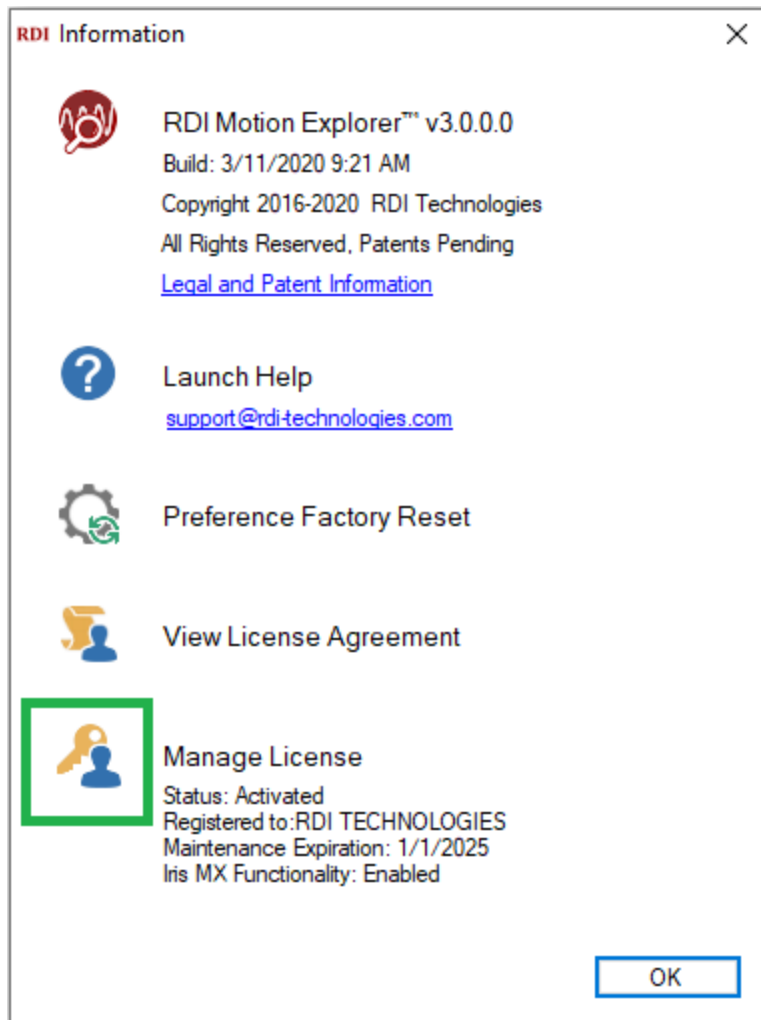 RDI Information
RDI Motion Explorer™ v3.0.0.0
Build: 3/11/2020 9:21 AM
Copyright 2016-2020 RDI Technologies
All Rights Reserved, Patents Pending
Legal and Patent Information
?
Launch Help
support@rdi-technologies.com
Preference Factory Reset
View License Agreement
Manage License
Status: Activated
Registered to:RDI TECHNOLOGIES
Maintenance Expiration: 1/1/2025
Iris MX Functionality: Enabled
OK